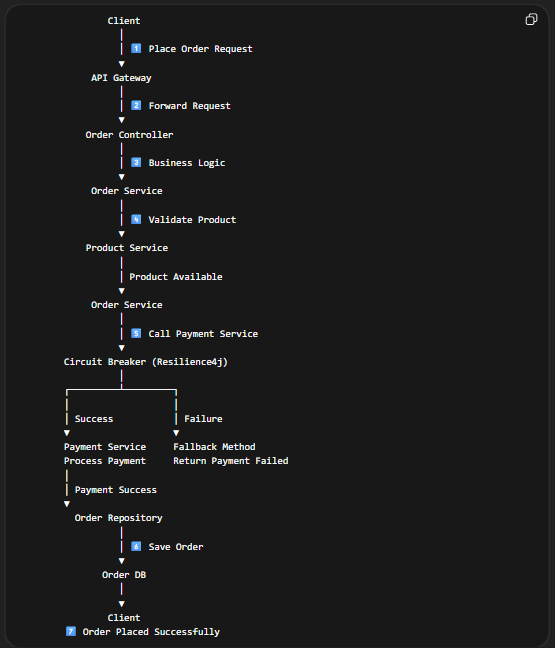 Client
1 Place Order Request
API Gateway
2 Forward Request
Order Controller
3 Business Logic
Order Service
4 Validate Product
Product Service
Product Available
Order Service
5 Call Payment Service
Circuit Breaker (Resilience4j)
Success Failure
Payment Service Fallback Method
Process Payment Return Payment Failed
Payment Success
Order Repository
6 Save Order
Order DB
Client
7 Order Placed Successfully